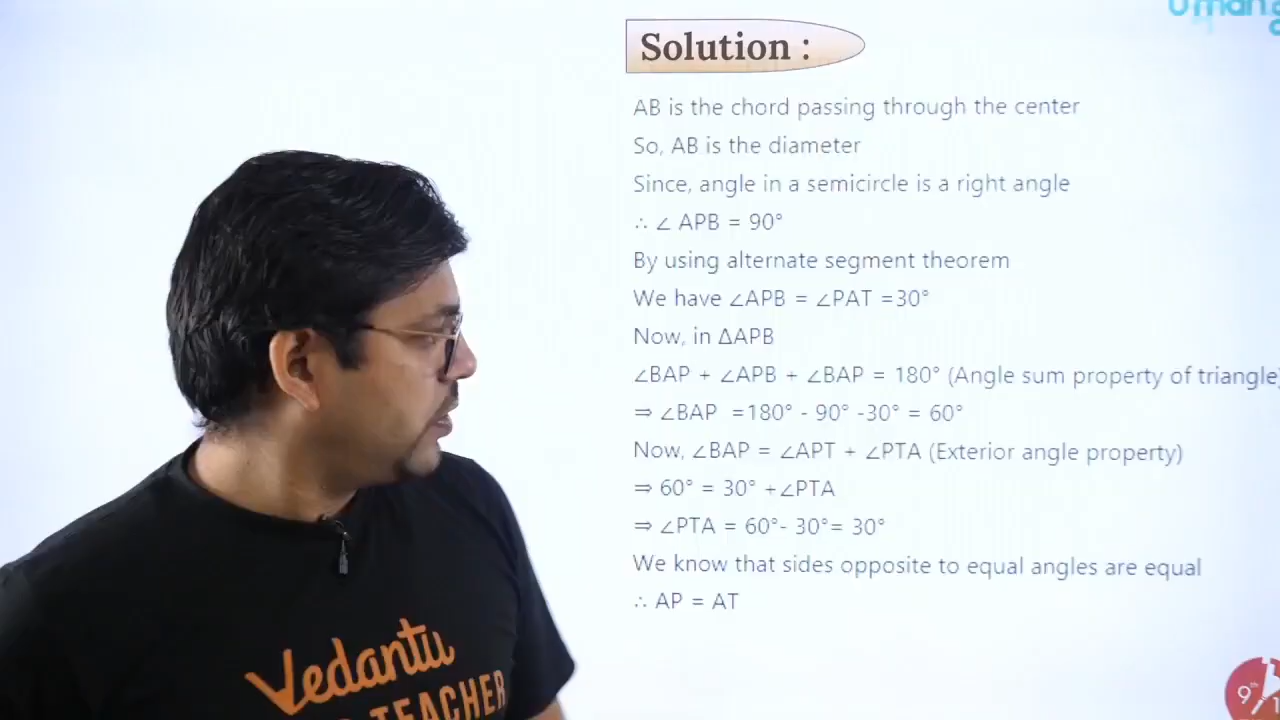 Solution :
AB is the chord passing through the center
So, AB is the diameter
Since, angle in a semicircle is a right angle
∴ ∠ APB = 90°
By using alternate segment theorem
We have ∠APB = ∠PAT =30°
Now, in ΔAPB
∠BAP + ∠APB + ∠BAP = 180° (Angle sum property of triangle)
⇒ ∠BAP =180° - 90° -30° = 60°
Now, ∠BAP = ∠APT + ∠PTA (Exterior angle property)
⇒ 60° = 30° +∠PTA
⇒ ∠PTA = 60°- 30°= 30°
We know that sides opposite to equal angles are equal
∴ AP = AT
Vedantu
TEACHER
9th